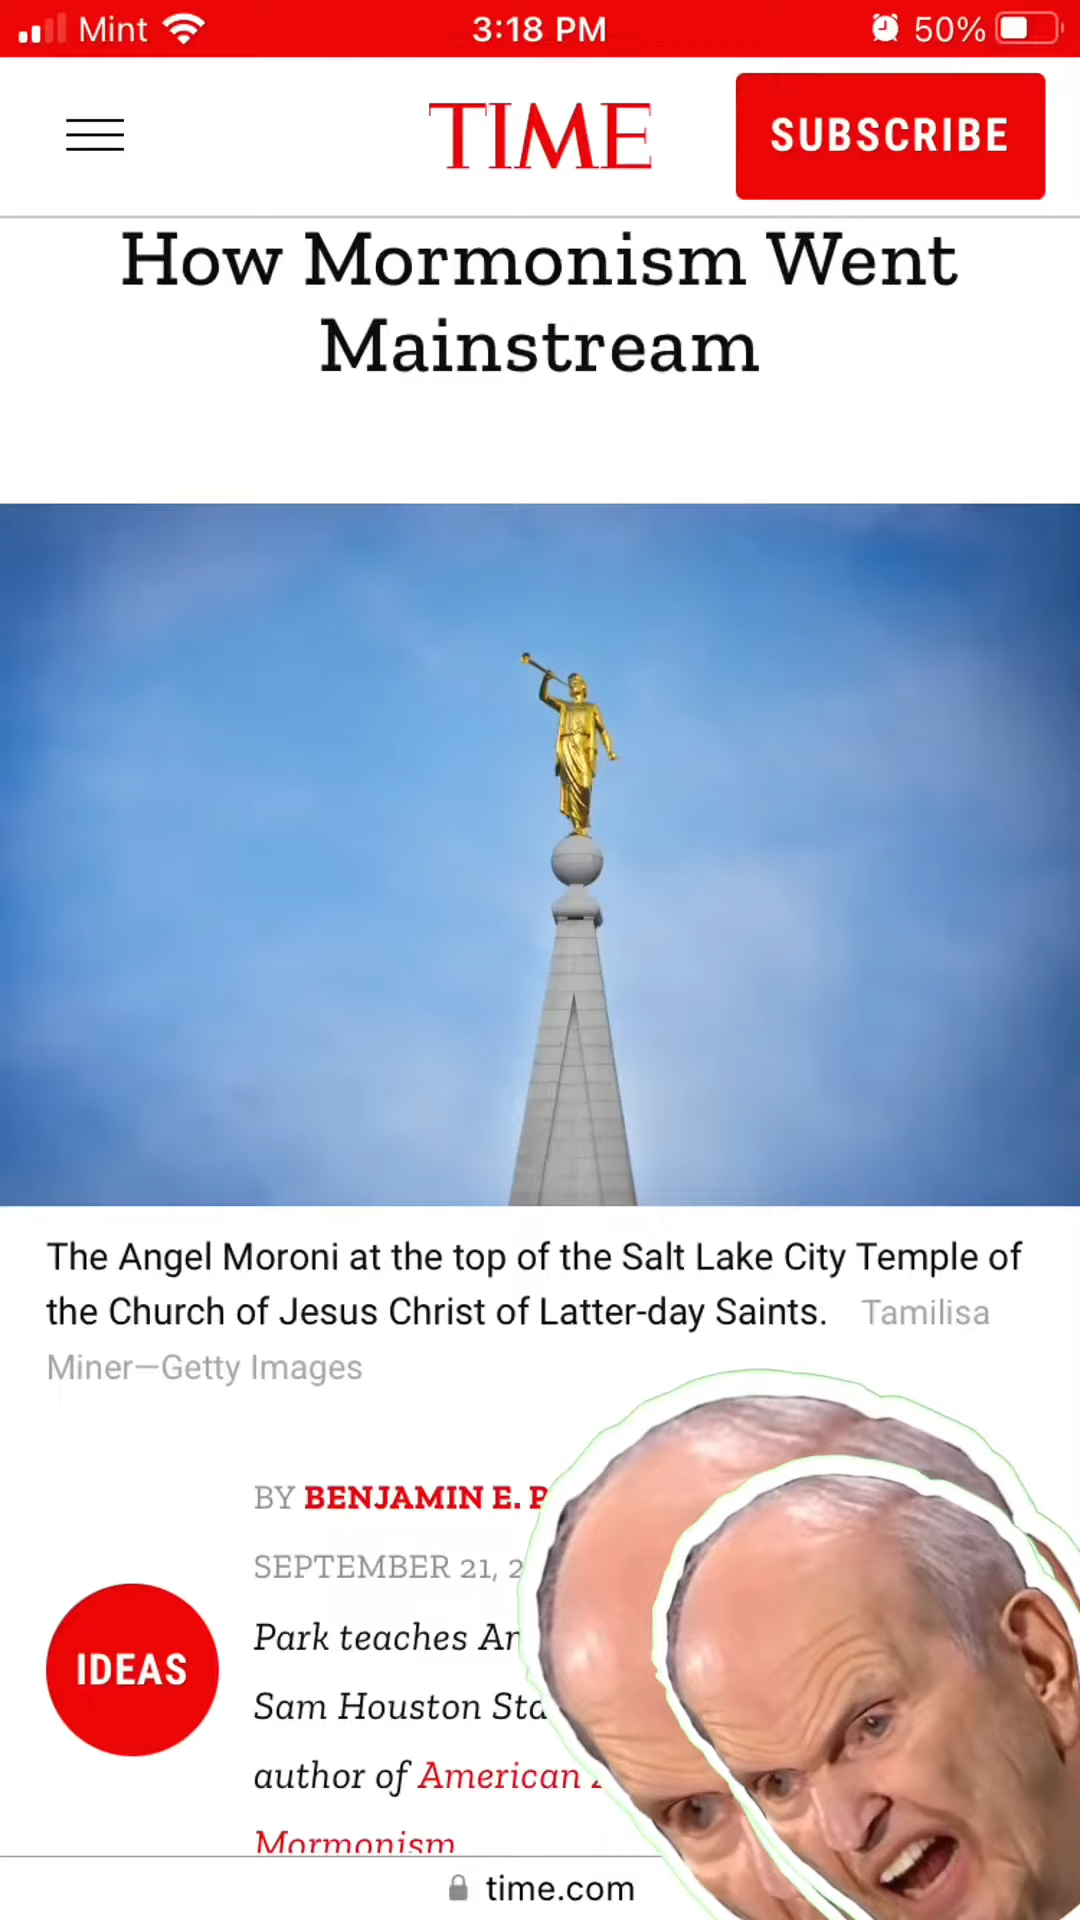 Mint 3:18 PM 50%
TIME SUBSCRIBE
How Mormonism Went
Mainstream
The Angel Moroni at the top of the Salt Lake City Temple of
the Church of Jesus Christ of Latter-day Saints. Tamilisa
Miner—Getty Images
BY BENJAMIN E.
SEPTEMBER 21,
IDEAS
Park teaches
Sam Houston
author of American
Mormonism
time.com